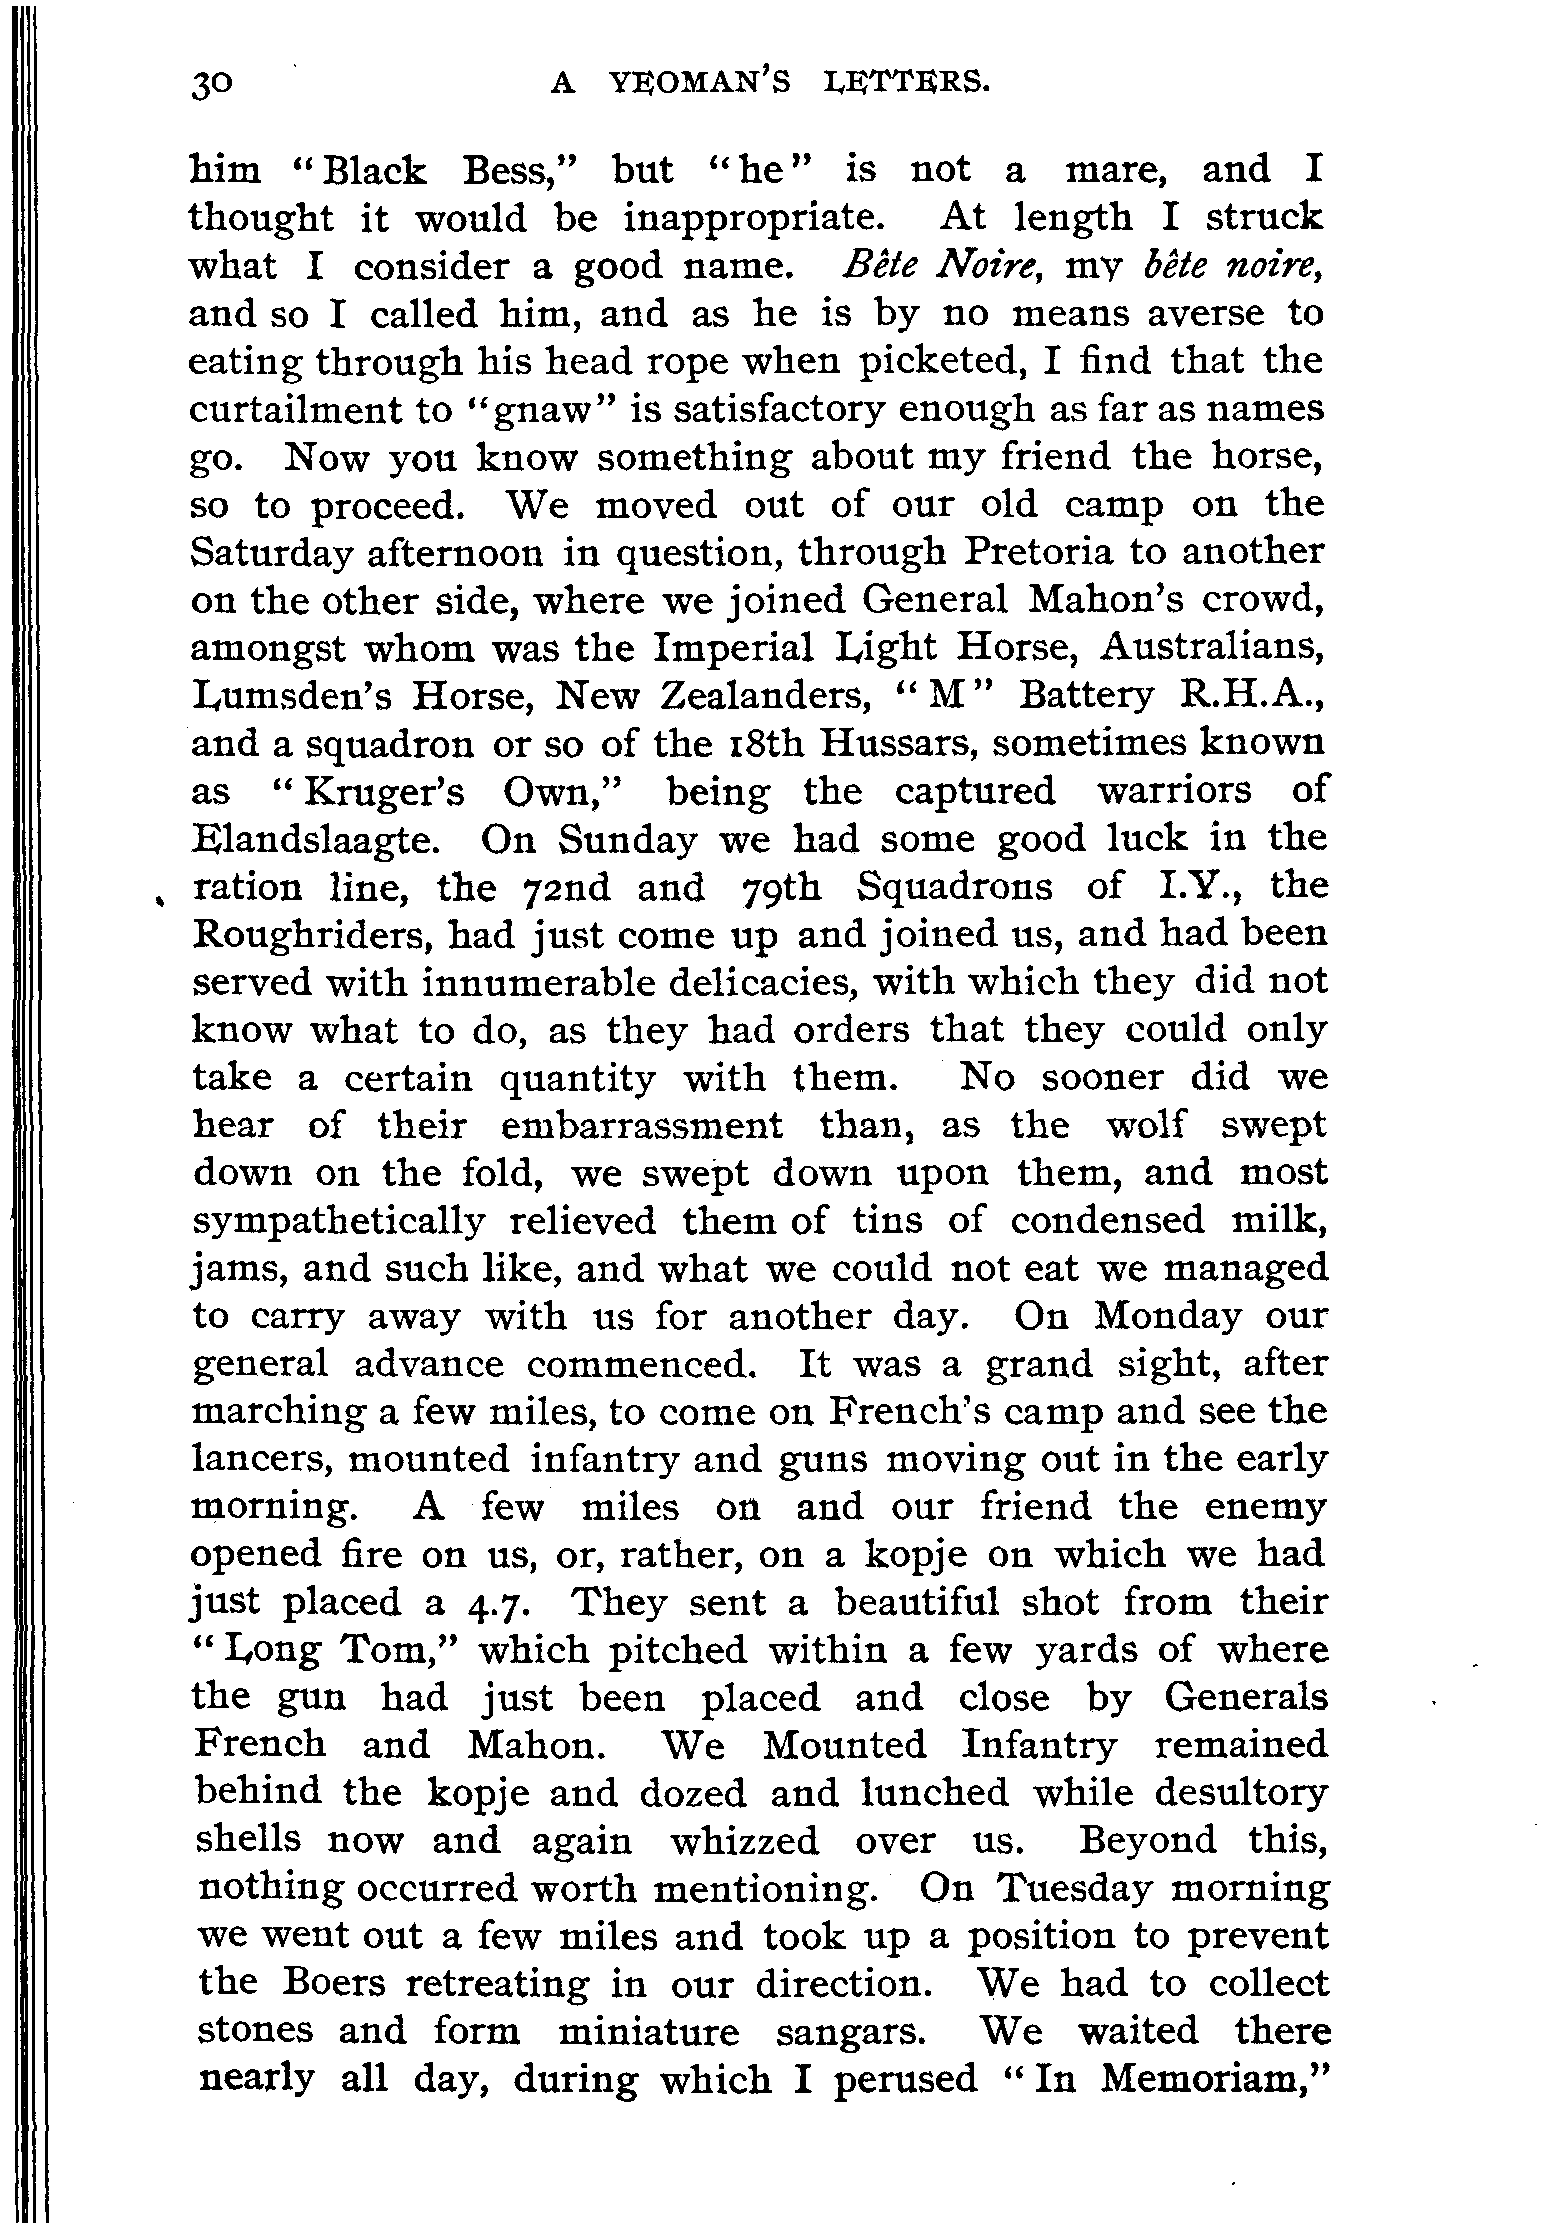 30 A YEOMAN'S LETTERS.
him "Black Bess," but "he" is not a mare, and I
thought it would be inappropriate. At length I struck
what I consider a good name. Bête Noire, my bête noire,
and so I called him, and as he is by no means averse to
eating through his head rope when picketed, I find that the
curtailment to "gnaw" is satisfactory enough as far as names
go. Now you know something about my friend the horse,
so to proceed. We moved out of our old camp on the
Saturday afternoon in question, through Pretoria to another
on the other side, where we joined General Mahon's crowd,
amongst whom was the Imperial Light Horse, Australians,
Lumsden's Horse, New Zealanders, "M" Battery R.H.A.,
and a squadron or so of the 18th Hussars, sometimes known
as "Kruger's Own," being the captured warriors of
Elandslaagte. On Sunday we had some good luck in the
ration line, the 72nd and 79th Squadrons of I.Y., the
Roughriders, had just come up and joined us, and had been
served with innumerable delicacies, with which they did not
know what to do, as they had orders that they could only
take a certain quantity with them. No sooner did we
hear of their embarrassment than, as the wolf swept
down on the fold, we swept down upon them, and most
sympathetically relieved them of tins of condensed milk,
jams, and such like, and what we could not eat we managed
to carry away with us for another day. On Monday our
general advance commenced. It was a grand sight, after
marching a few miles, to come on French's camp and see the
lancers, mounted infantry and guns moving out in the early
morning. A few miles on and our friend the enemy
opened fire on us, or, rather, on a kopje on which we had
just placed a 4.7. They sent a beautiful shot from their
"Long Tom," which pitched within a few yards of where
the gun had just been placed and close by Generals
French and Mahon. We Mounted Infantry remained
behind the kopje and dozed and lunched while desultory
shells now and again whizzed over us. Beyond this,
nothing occurred worth mentioning. On Tuesday morning
we went out a few miles and took up a position to prevent
the Boers retreating in our direction. We had to collect
stones and form miniature sangars. We waited there
nearly all day, during which I perused "In Memoriam,"